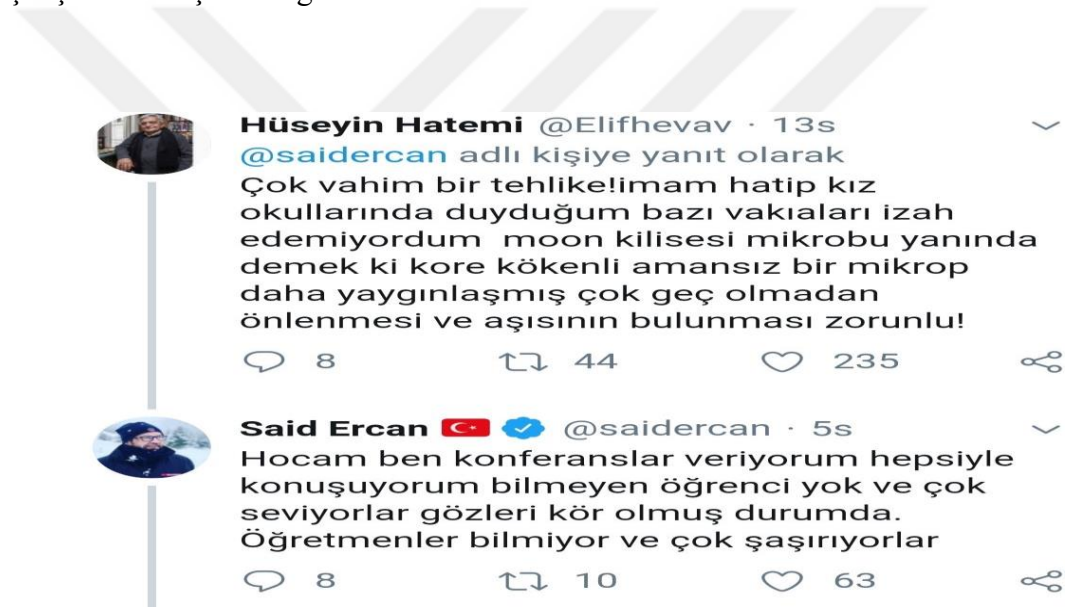 Hüseyin Hatemi @Elifhevav · 13s
@saidercan adlı kişiye yanıt olarak
Çok vahim bir tehlike!imam hatip kız
okullarında duyduğum bazı vakıaları izah
edemiyordum moon kilisesi mikrobu yanında
demek ki kore kökenli amansız bir mikrop
daha yaygınlaşmış çok geç olmadan
önlenmesi ve aşısının bulunması zorunlu!
8 44 235
Said Ercan @saidercan · 5s
Hocam ben konferanslar veriyorum hepsiyle
konuşuyorum bilmeyen öğrenci yok ve çok
seviyorlar gözleri kör olmuş durumda.
Öğretmenler bilmiyor ve çok şaşırıyorlar
8 10 63